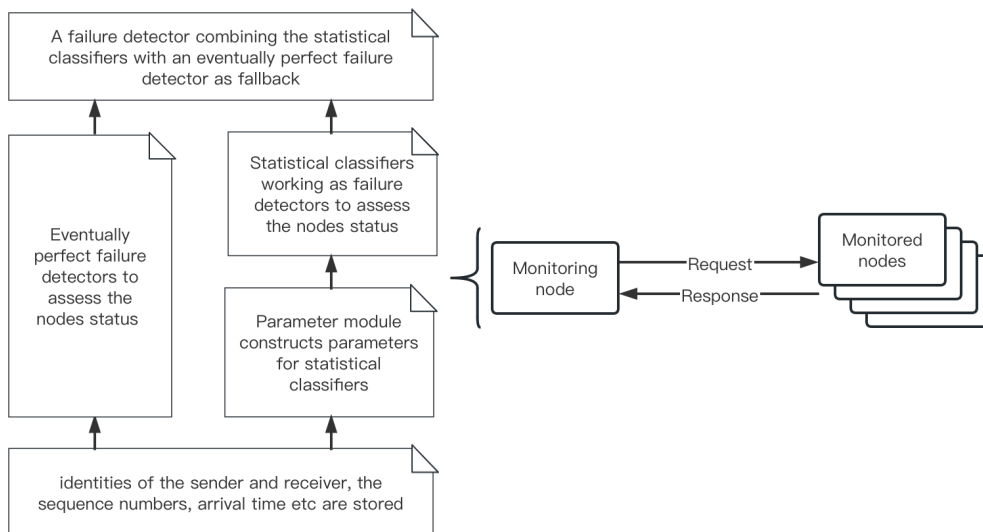 A failure detector combining the statistical
classifiers with an eventually perfect failure
detector as fallback
Eventually
perfect failure
detectors to
assess the
nodes status
Statistical classifiers
working as failure
detectors to assess
the nodes status
Parameter module
constructs parameters
for statistical
classifiers
identities of the sender and receiver, the
sequence numbers, arrival time etc are stored
Monitoring
node
Request
Response
Monitored
nodes